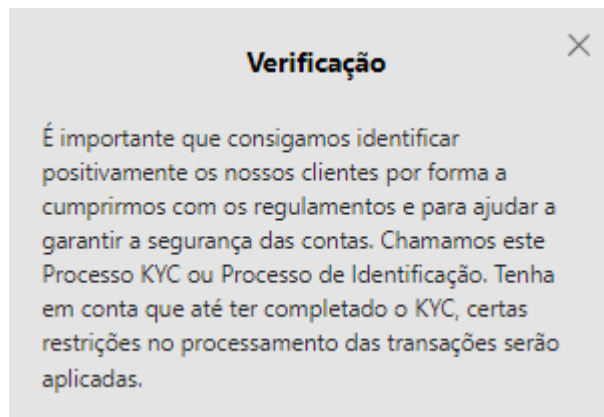 Verificação
É importante que consigamos identificar
positivamente os nossos clientes por forma a
cumprirmos com os regulamentos e para ajudar a
garantir a segurança das contas. Chamamos este
Processo KYC ou Processo de Identificação. Tenha
em conta que até ter completado o KYC, certas
restrições no processamento das transações serão
aplicadas.